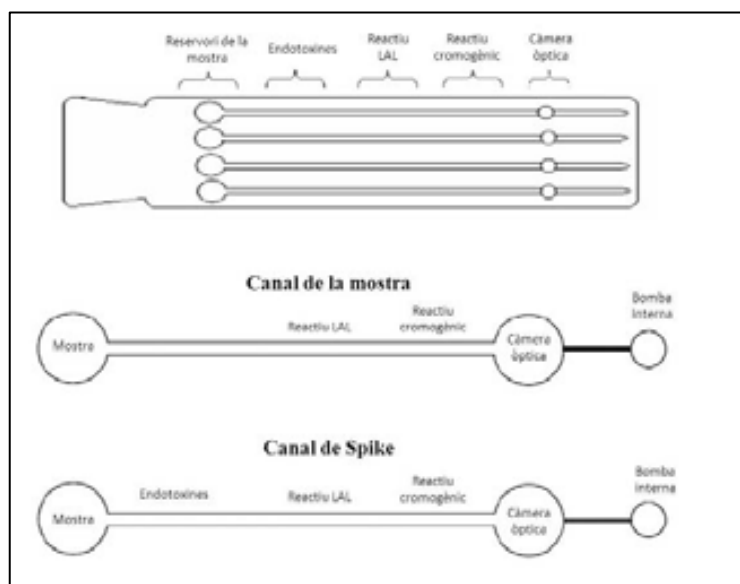 Reservori de la
mostra
Endotoxines
Reactiu
LAL
Reactiu
cromogènic
Càmera
òptica
Canal de la mostra
Mostra
Reactiu LAL
Reactiu
cromogènic
Càmera
òptica
Bomba
Interna
Canal de Spike
Mostra
Endotoxines
Reactiu LAL
Reactiu
cromogènic
Càmera
òptica
Bomba
interna